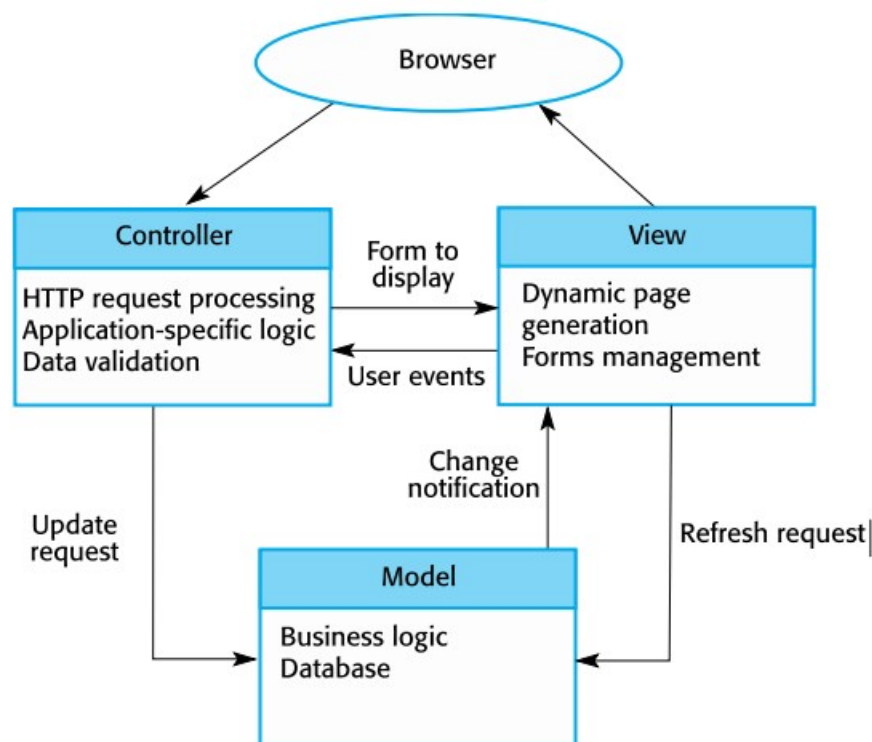 Browser
Controller
HTTP request processing
Application-specific logic
Data validation
Form to
display
User events
View
Dynamic page
generation
Forms management
Update
request
Change
notification
Refresh request
Model
Business logic
Database